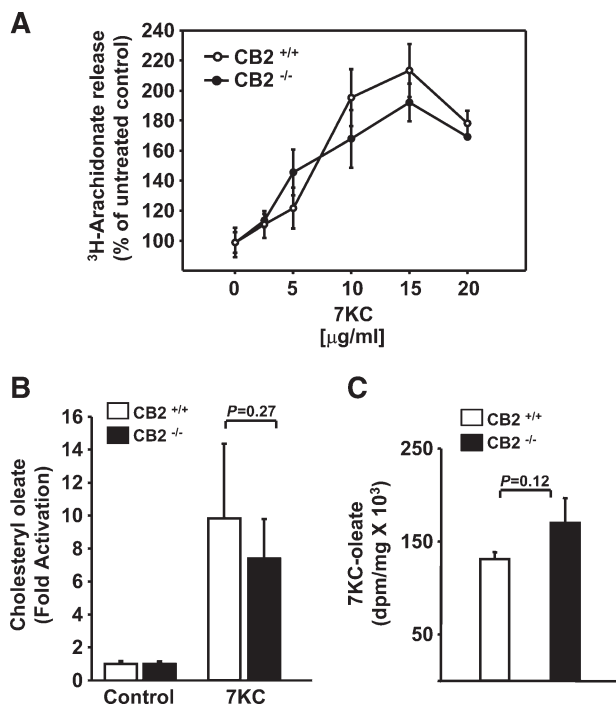 A
³H-Arachidonate release
(% of untreated control)
240
220
200
180
160
140
120
100
CB2 +/+
CB2 -/-
0 5 10 15 20
7KC
[μg/ml]
B
Cholesteryl oleate
(Fold Activation)
16
14
12
10
8
6
4
2
0
CB2 +/+
CB2 -/-
P=0.27
Control 7KC
C
CB2 +/+
CB2 -/-
7KC-oleate
(dpm/mg X 10³)
250
150
50
P=0.12